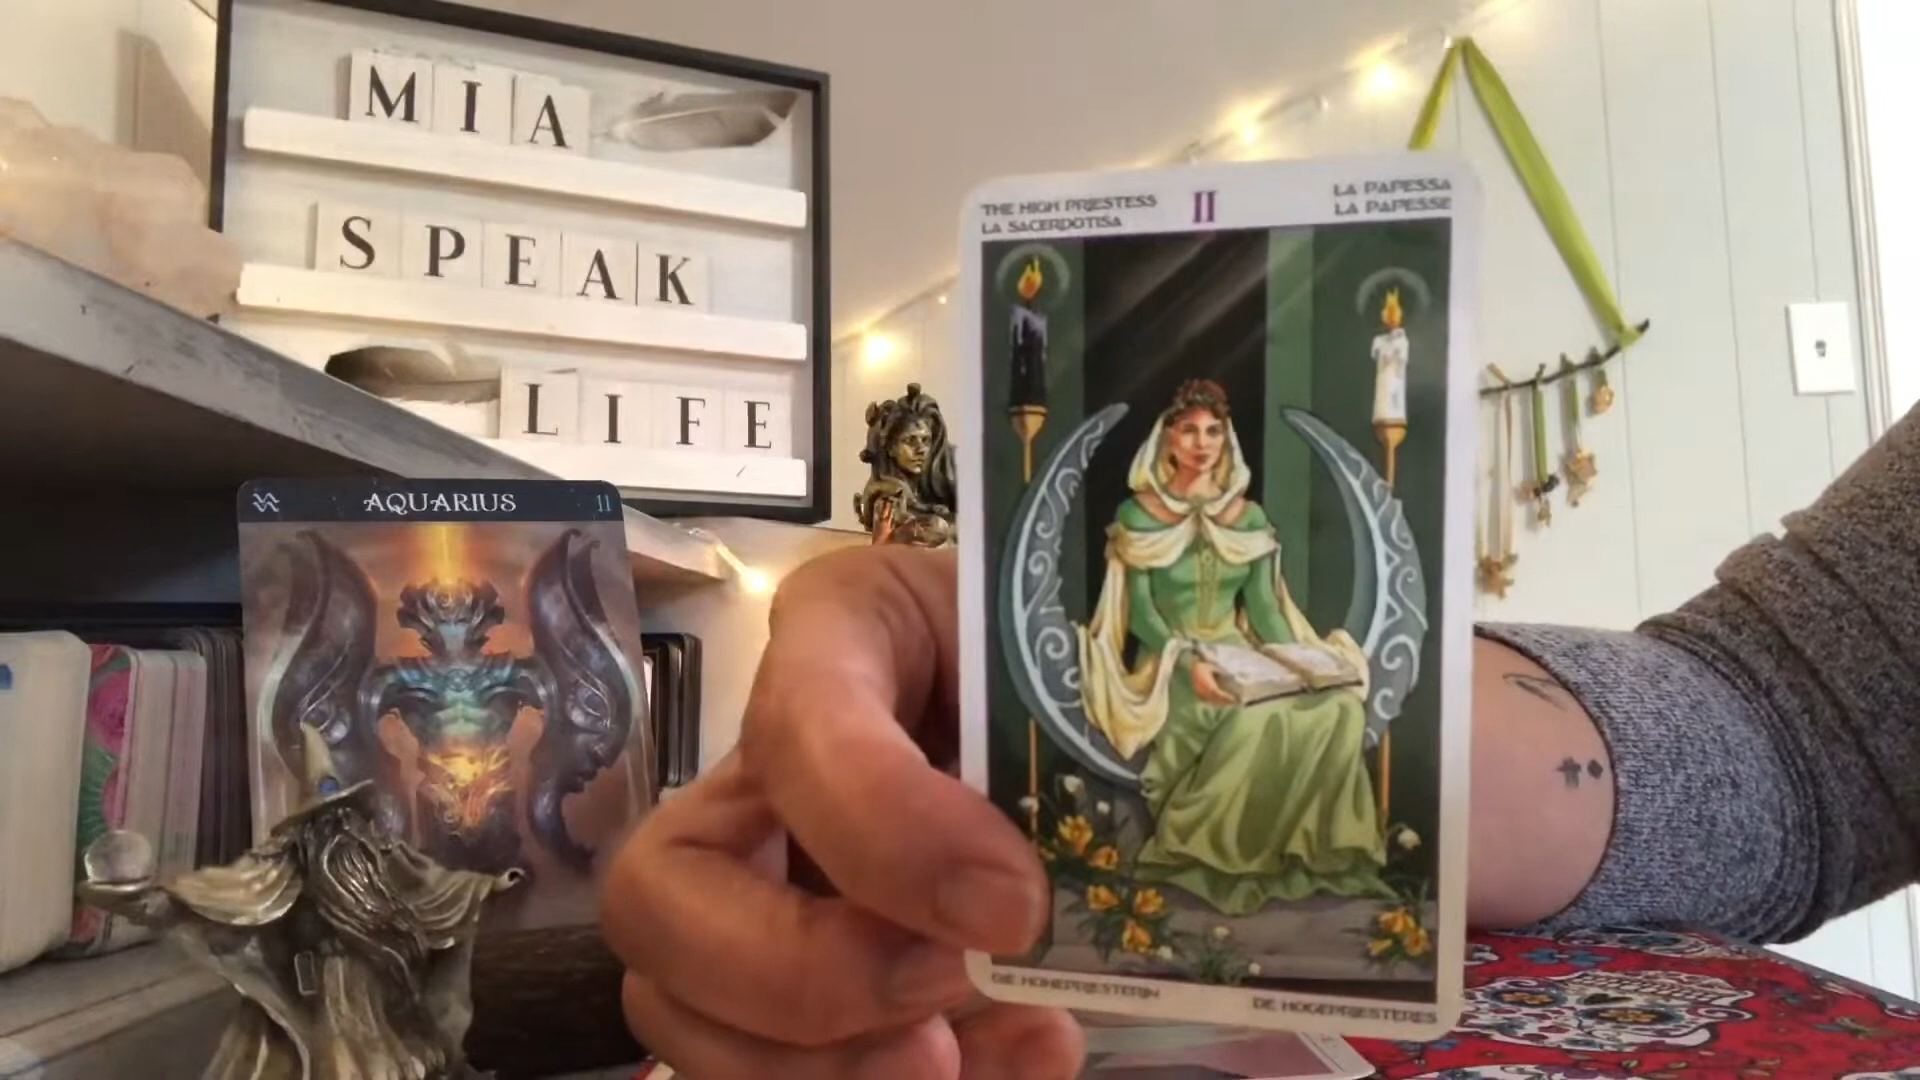 MIA
SPEAK
LIFE
AQUARIUS 11
THE HIGH PRIESTESS II LA PAPESSA
LA SACERDOTISA LA PAPESSE
DIE HOHEPRIESTERIN
DE HOGEPRIESTERES